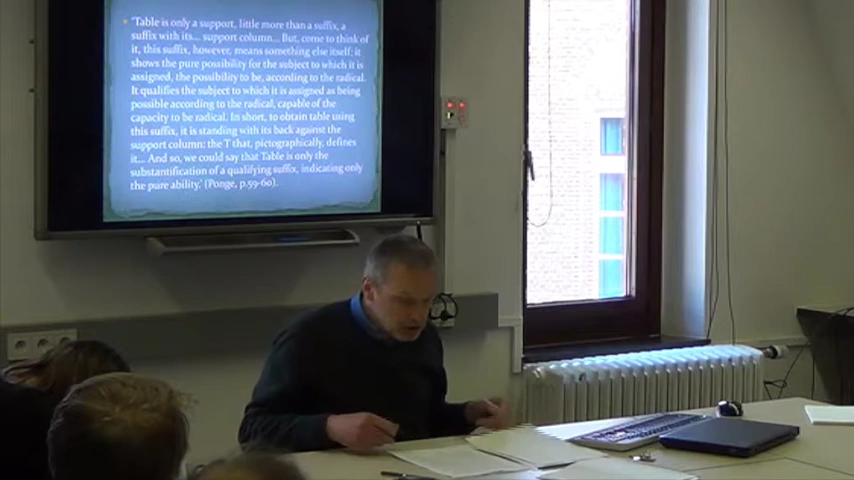 'Table is only a support, little more than a suffix, a
suffix with its... support column... But, come to think of
it, this suffix, however, means something else itself; it
shows the pure possibility for the subject to which it is
assigned, the possibility to be, according to the radical.
It qualifies the subject to which it is assigned as being
possible according to the radical, capable of the
capacity to be radical. In short, to obtain table using
this suffix, it is standing with its back against the
support column: the T that, pictographically, defines
it... And so, we could say that Table is only the
substantification of a qualifying suffix, indicating only
the pure ability.' (Ponge, p.59-60).